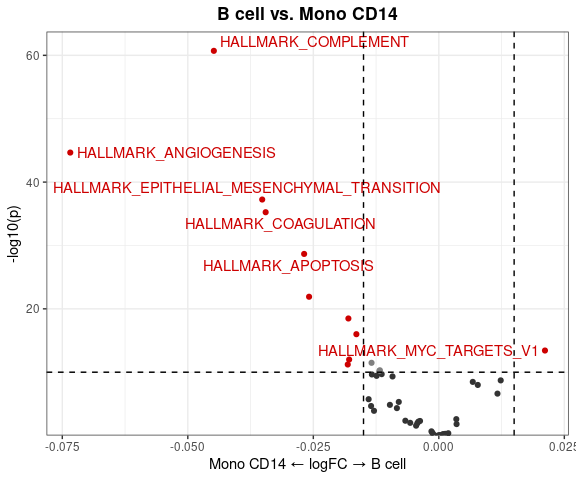 B cell vs. Mono CD14
HALLMARK_COMPLEMENT
60
HALLMARK_ANGIOGENESIS
40
HALLMARK_EPITHELIAL_MESENCHYMAL_TRANSITION
HALLMARK_COAGULATION
-log10(p)
HALLMARK_APOPTOSIS
20
HALLMARK_MYC_TARGETS_V1
-0.075 -0.050 -0.025 0.000 0.025
Mono CD14 ← logFC → B cell